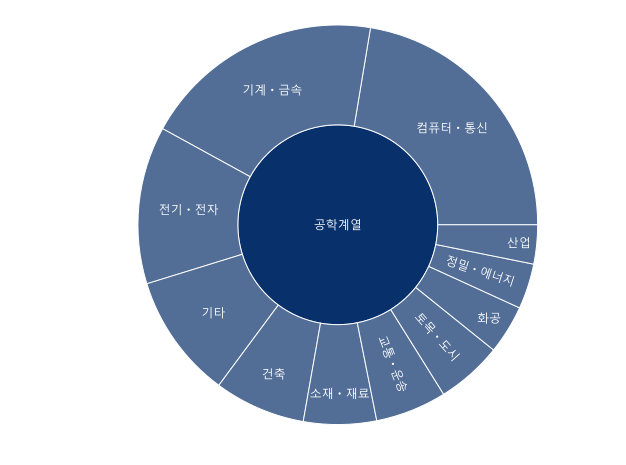 기계・금속
컴퓨터・통신
전기・전자
공학계열
산업
정밀・에너지
기타
화공
토목・도시
교통・운송
건축
소재・재료